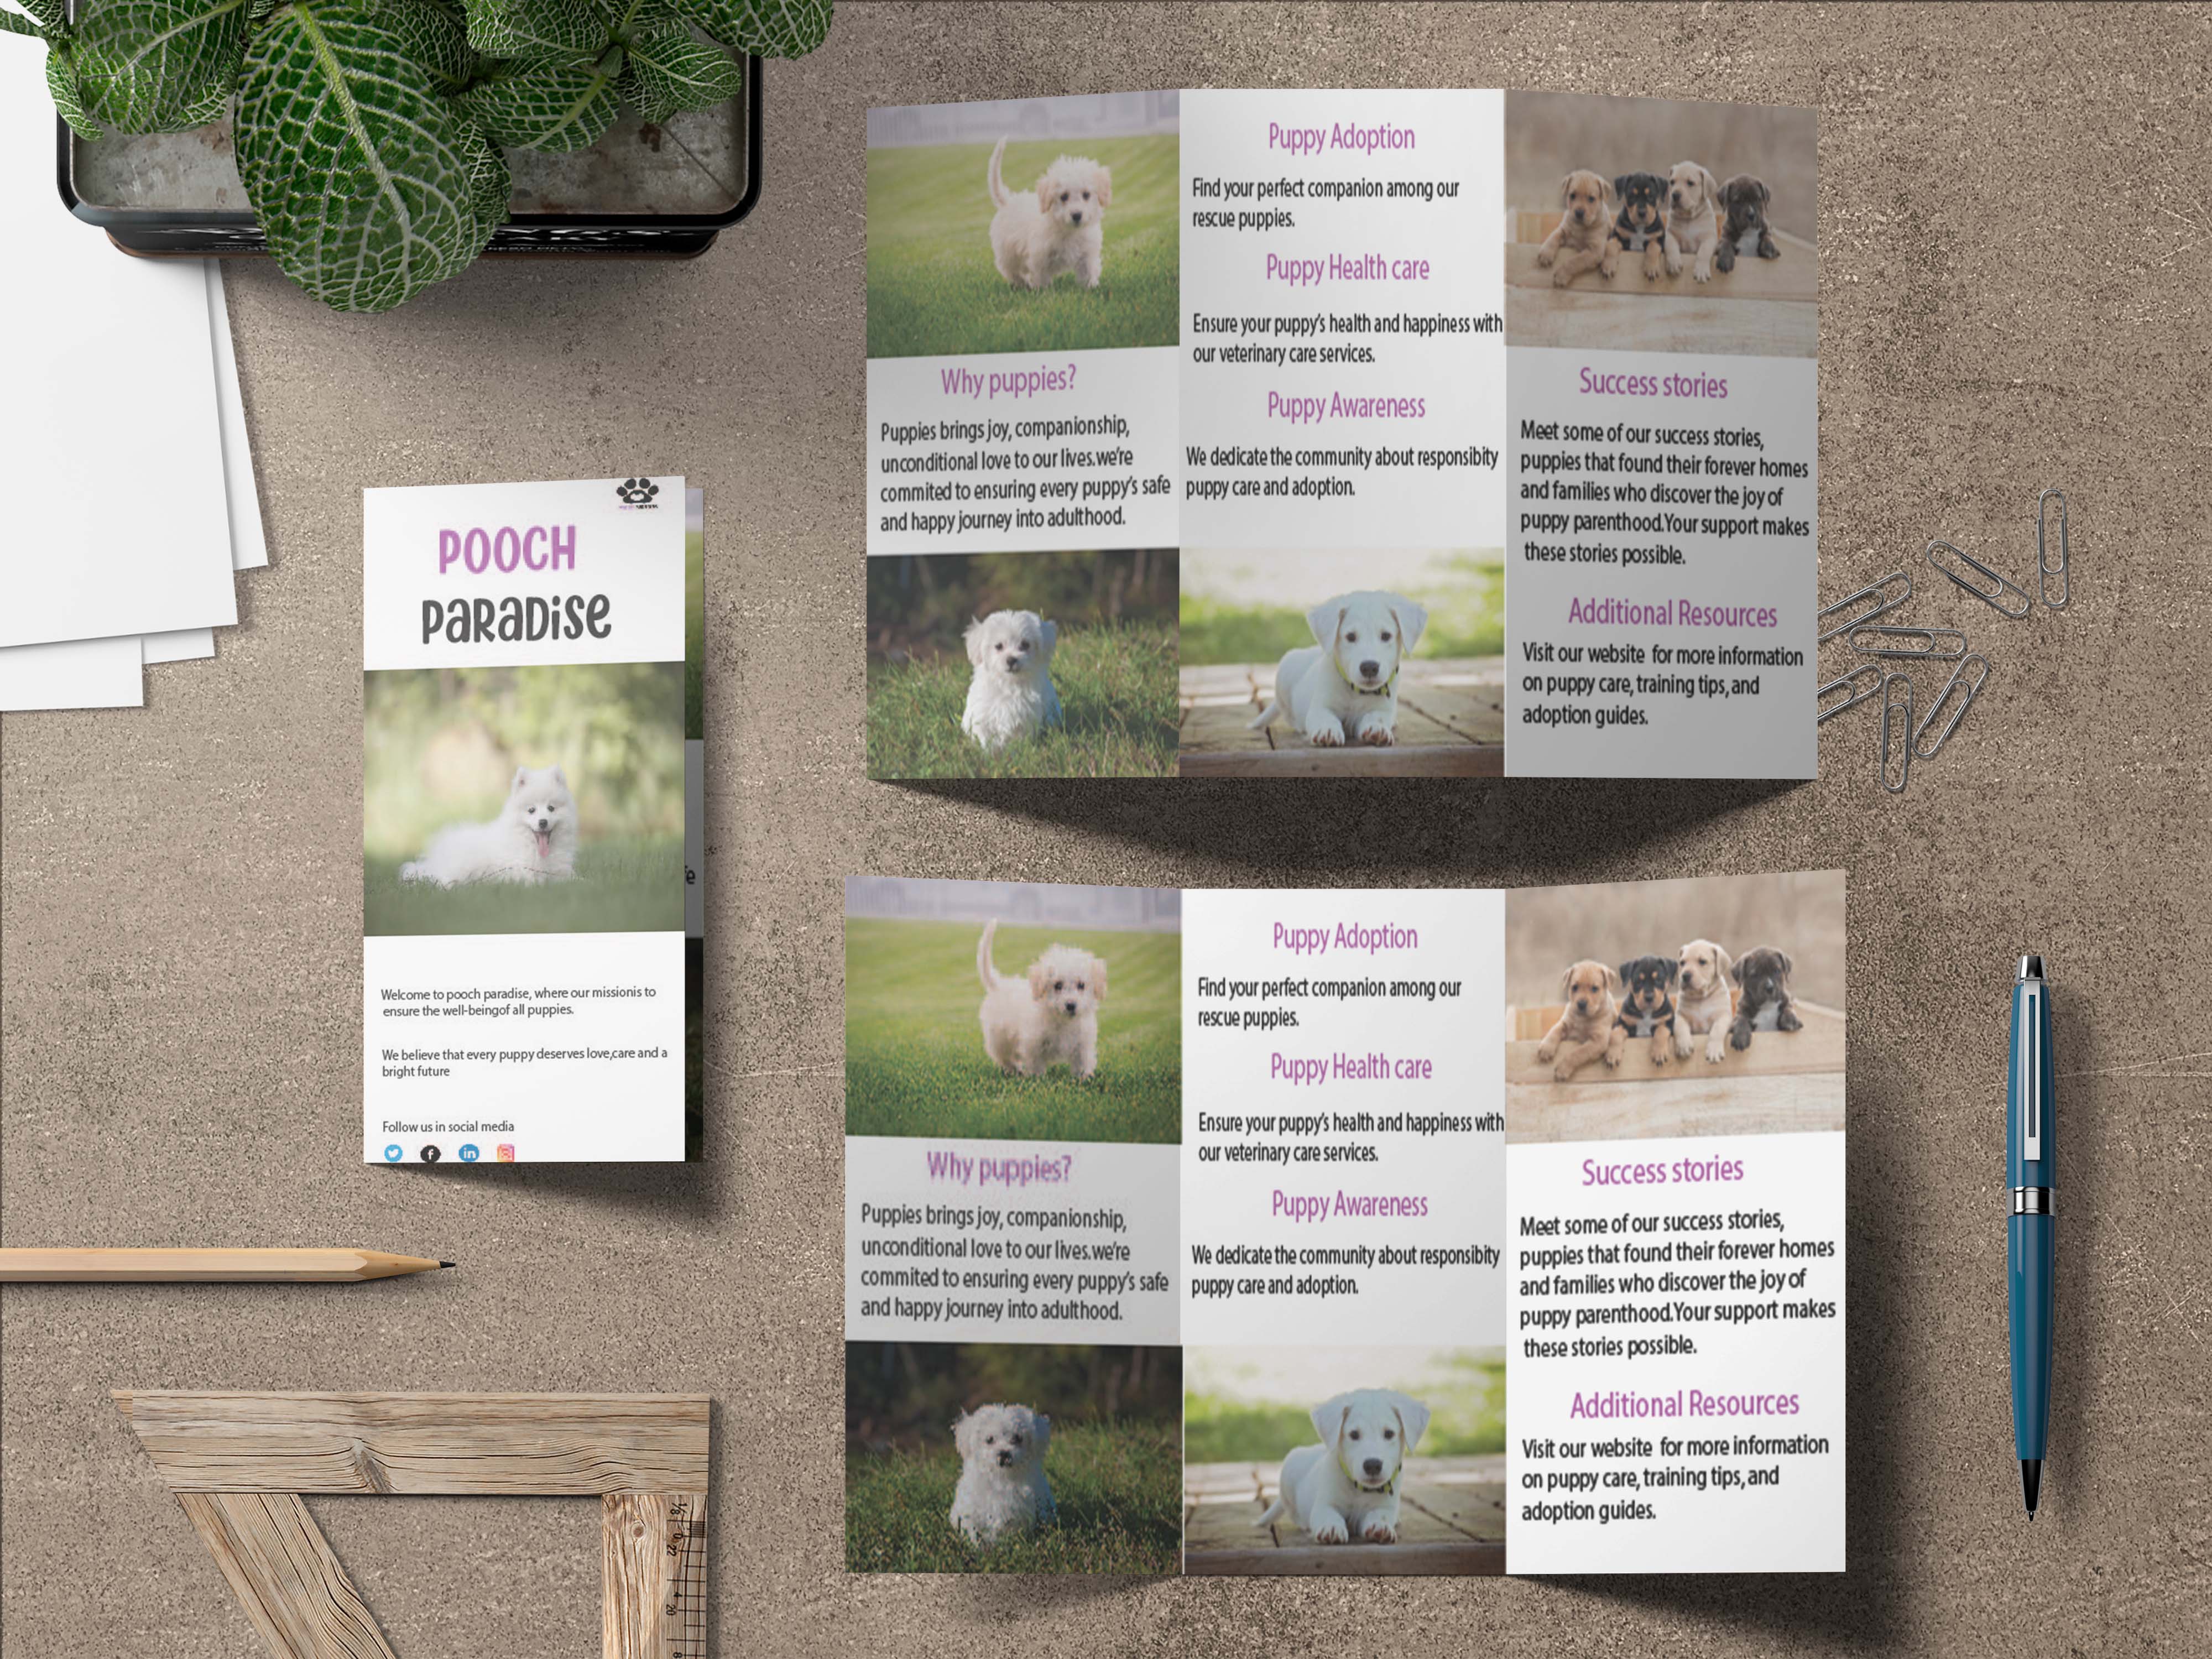 POOCH
PARADISE
Welcome to pooch paradise, where our missionis to
ensure the well-beingof all puppies.
We believe that every puppy deserves love,care and a
bright future
Follow us in social media
fe
Why puppies?
Puppies brings joy, companionship,
unconditional love to our lives.we're
commited to ensuring every puppy's safe
and happy journey into adulthood.
Puppy Adoption
Find your perfect companion among our
rescue puppies.
Puppy Health care
Ensure your puppy's health and happiness with
our veterinary care services.
Puppy Awareness
We dedicate the community about responsibity
puppy care and adoption.
Success stories
Meet some of our success stories,
puppies that found their forever homes
and families who discover the joy of
puppy parenthood.Your support makes
these stories possible.
Additional Resources
Visit our website for more information
on puppy care, training tips,and
adoption guides.
Why puppies?
Puppies brings joy, companionship,
unconditional love to our lives.we're
commited to ensuring every puppy's safe
and happy journey into adulthood.
Puppy Adoption
Find your perfect companion among our
rescue puppies.
Puppy Health care
Ensure your puppy's health and happiness with
our veterinary care services.
Puppy Awareness
We dedicate the community about responsibity
puppy care and adoption.
Success stories
Meet some of our success stories,
puppies that found their forever homes
and families who discover the joy of
puppy parenthood.Your support makes
these stories possible.
Additional Resources
Visit our website for more information
on puppy care, training tips,and
adoption guides.